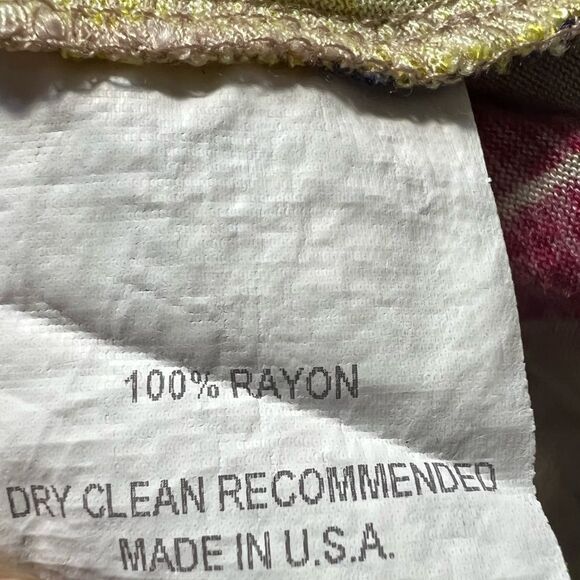 100% RAYON
DRY CLEAN RECOMMENDED
MADE IN U.S.A.